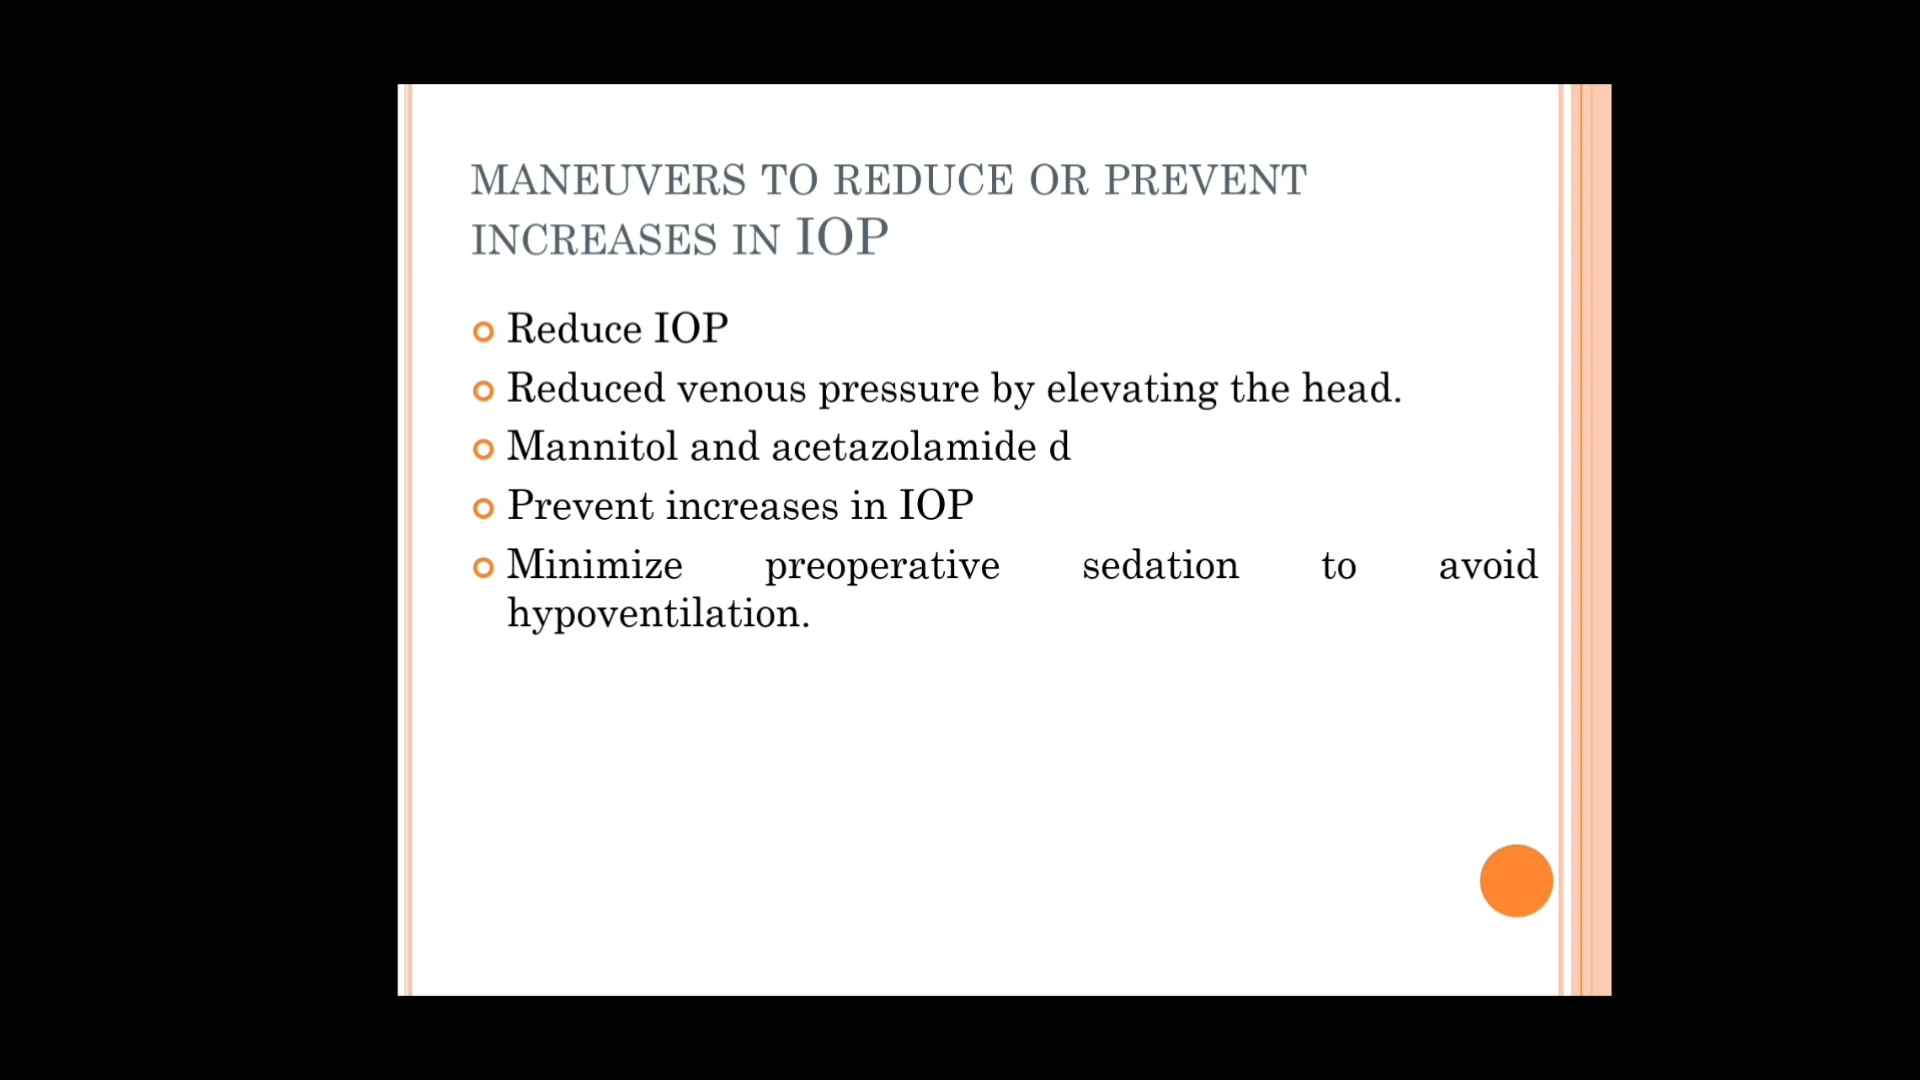 MANEUVERS TO REDUCE OR PREVENT
INCREASES IN IOP
Reduce IOP
Reduced venous pressure by elevating the head.
Mannitol and acetazolamide d
Prevent increases in IOP
Minimize preoperative sedation to avoid
hypoventilation.